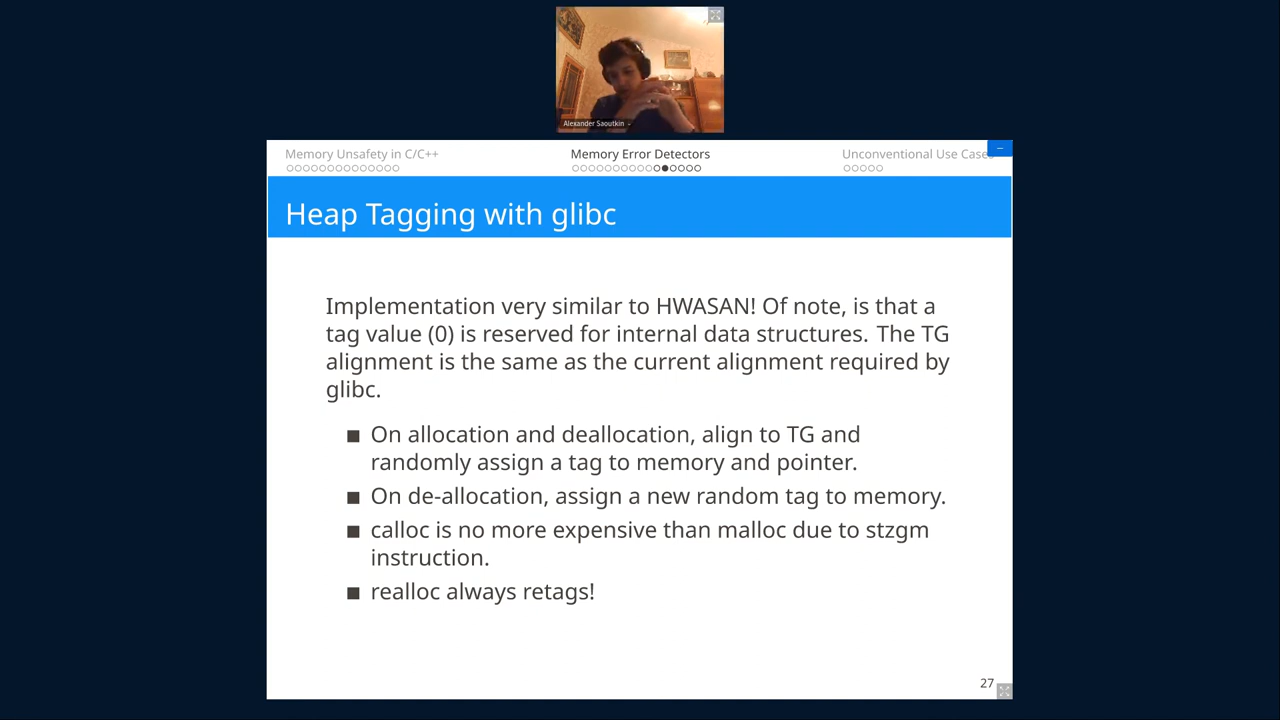 Alexander Saoutkin
Memory Unsafety in C/C++
Memory Error Detectors
Unconventional Use Cases
Heap Tagging with glibc
Implementation very similar to HWASAN! Of note, is that a
tag value (0) is reserved for internal data structures. The TG
alignment is the same as the current alignment required by
glibc.
On allocation and deallocation, align to TG and
randomly assign a tag to memory and pointer.
On de-allocation, assign a new random tag to memory.
calloc is no more expensive than malloc due to stzgm
instruction.
realloc always retags!
27